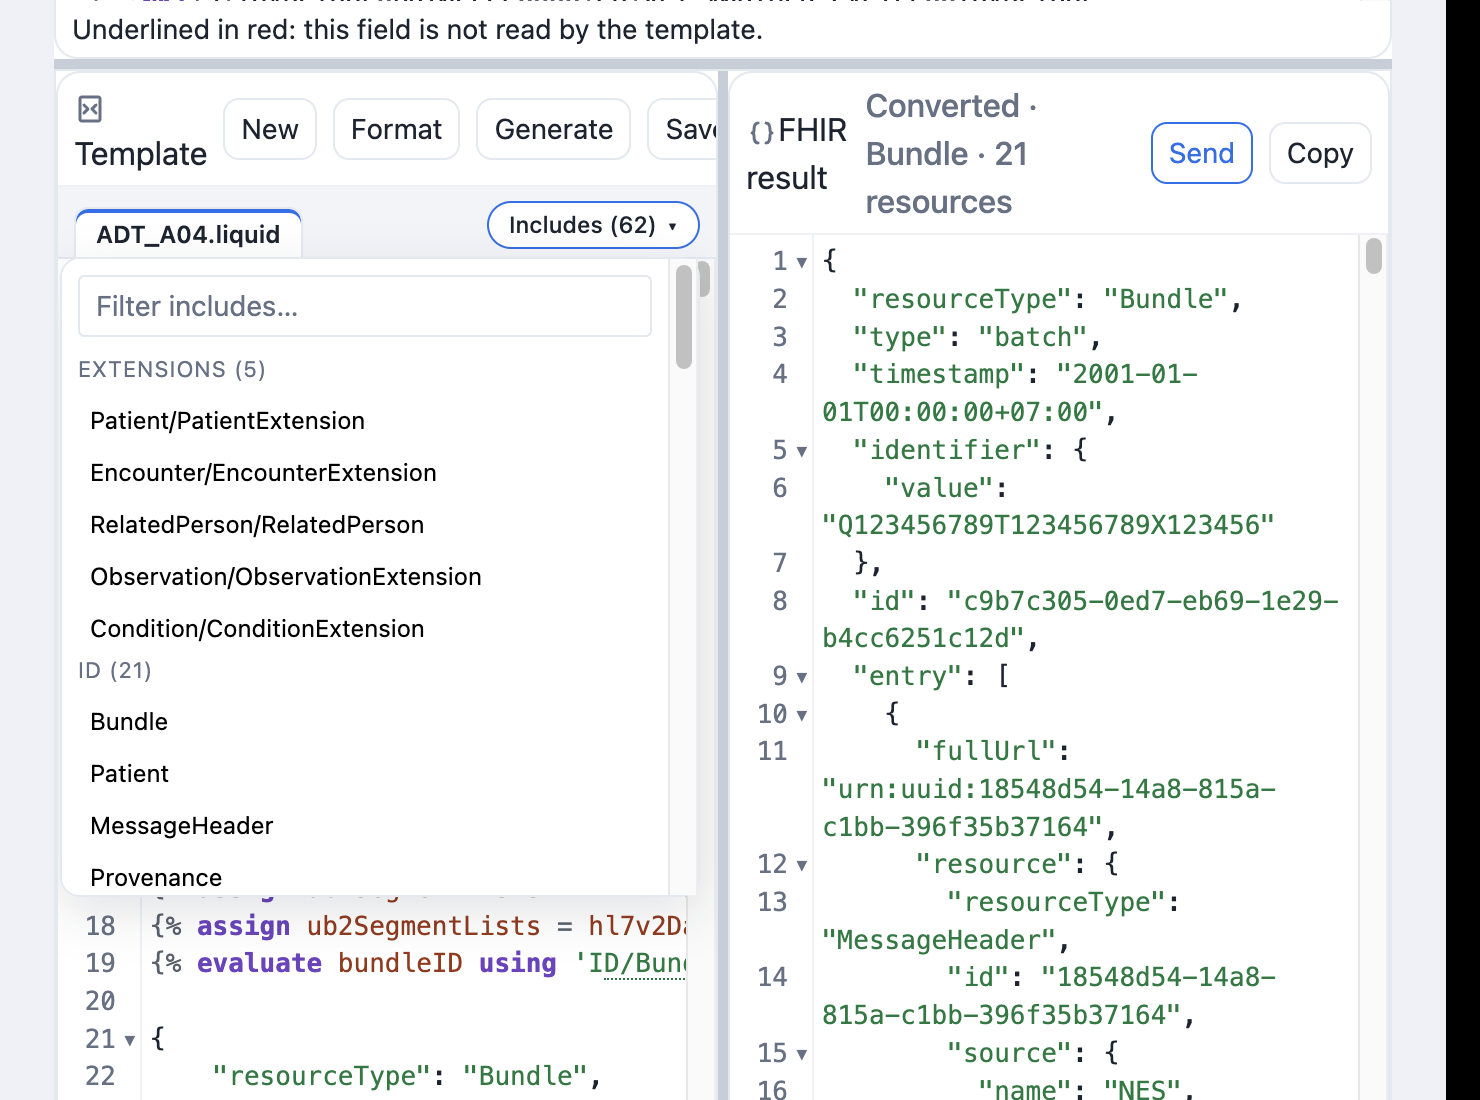 Underlined in red: this field is not read by the template.
Template
New
Format
Generate
Save
ADT_A04.liquid
Includes (62) ▾
Filter includes...
EXTENSIONS (5)
Patient/PatientExtension
Encounter/EncounterExtension
RelatedPerson/RelatedPerson
Observation/ObservationExtension
Condition/ConditionExtension
ID (21)
Bundle
Patient
MessageHeader
Provenance
18 {% assign ub2SegmentLists = hl7v2Da
19 {% evaluate bundleID using 'ID/Bund
20
21 ▾ {
22 "resourceType": "Bundle",
{} FHIR
result
Converted ·
Bundle · 21
resources
Send
Copy
1 ▾ {
2 "resourceType": "Bundle",
3 "type": "batch",
4 "timestamp": "2001-01-
01T00:00:00+07:00",
5 ▾ "identifier": {
6 "value":
"Q123456789T123456789X123456"
7 },
8 "id": "c9b7c305-0ed7-eb69-1e29-
b4cc6251c12d",
9 ▾ "entry": [
10 ▾ {
11 "fullUrl":
"urn:uuid:18548d54-14a8-815a-
c1bb-396f35b37164",
12 ▾ "resource": {
13 "resourceType":
"MessageHeader",
14 "id": "18548d54-14a8-
815a-c1bb-396f35b37164",
15 ▾ "source": {
16 "name": "NES",